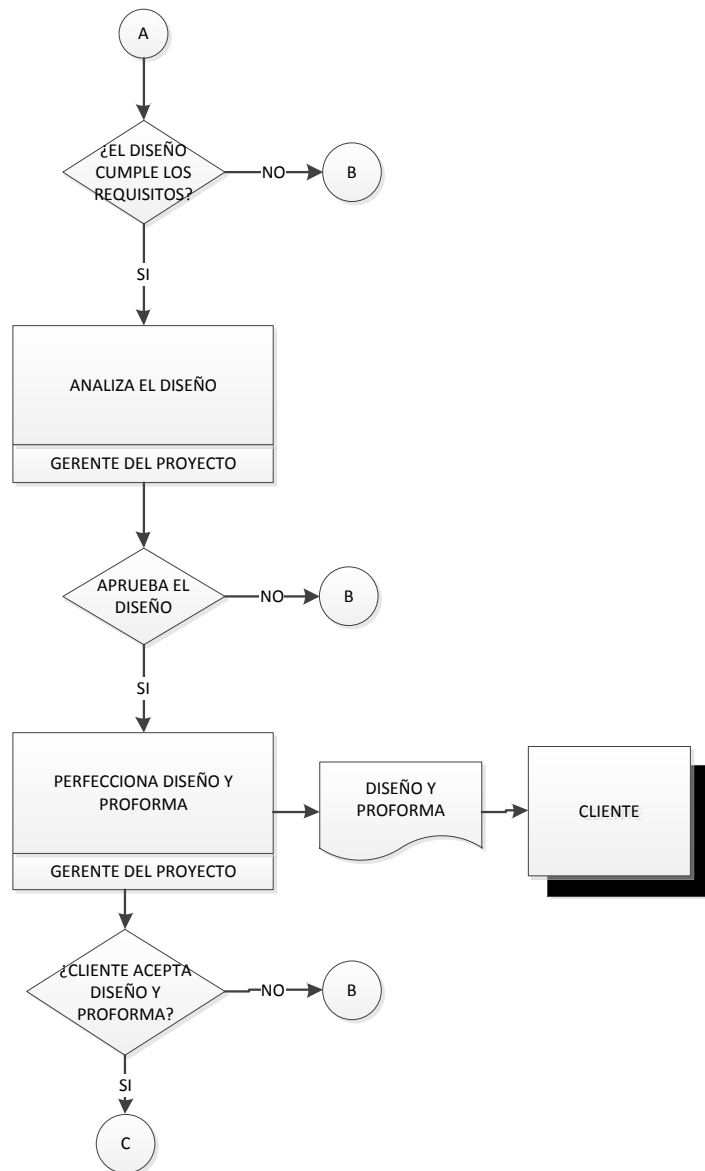 A
¿EL DISEÑO
CUMPLE LOS
REQUISITOS?
NO
B
SI
ANALIZA EL DISEÑO
GERENTE DEL PROYECTO
APRUEBA EL
DISEÑO
NO
B
SI
PERFECCIONA DISEÑO Y
PROFORMA
GERENTE DEL PROYECTO
DISEÑO Y
PROFORMA
CLIENTE
¿CLIENTE ACEPTA
DISEÑO Y
PROFORMA?
NO
B
SI
C